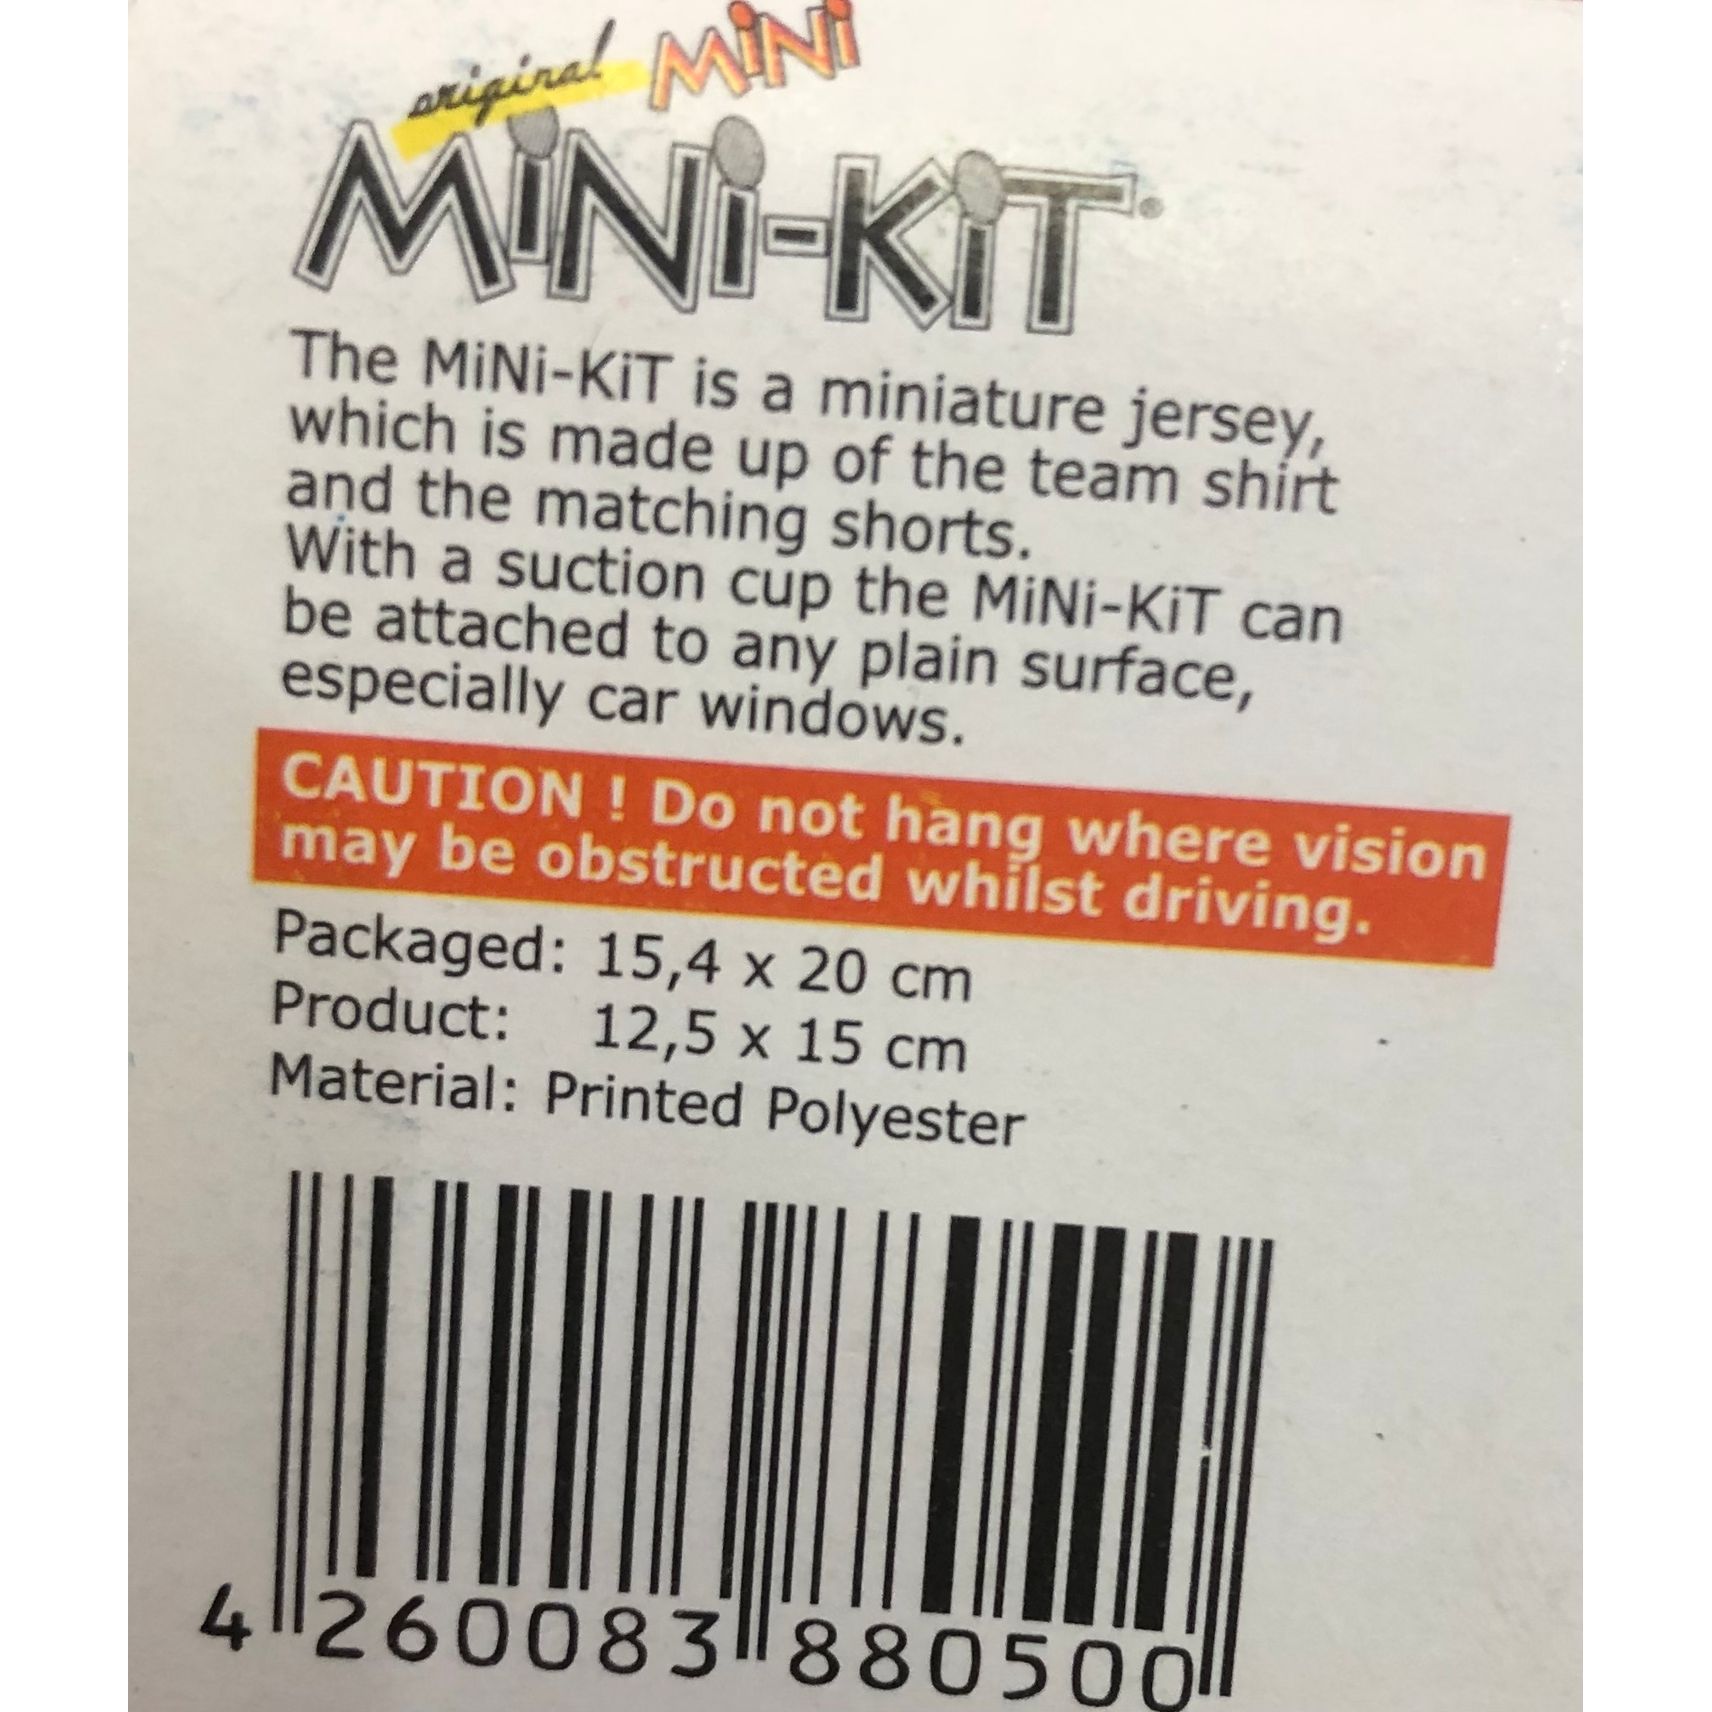 original MiNi
MiNi-KiT®
The MiNi-KiT is a miniature jersey,
which is made up of the team shirt
and the matching shorts.
With a suction cup the MiNi-KiT can
be attached to any plain surface,
especially car windows.
CAUTION ! Do not hang where vision
may be obstructed whilst driving.
Packaged: 15,4 x 20 cm
Product: 12,5 x 15 cm
Material: Printed Polyester
4 260083 880500